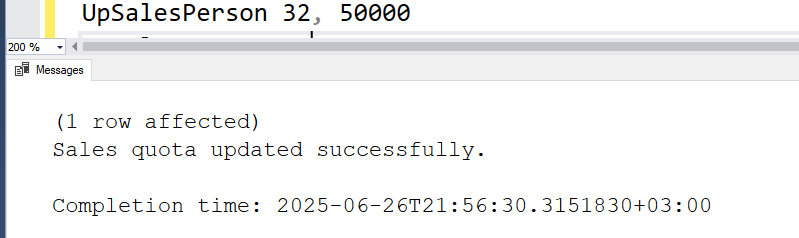 UpSalesPerson 32, 50000
200 %
Messages
(1 row affected)
Sales quota updated successfully.
Completion time: 2025-06-26T21:56:30.3151830+03:00